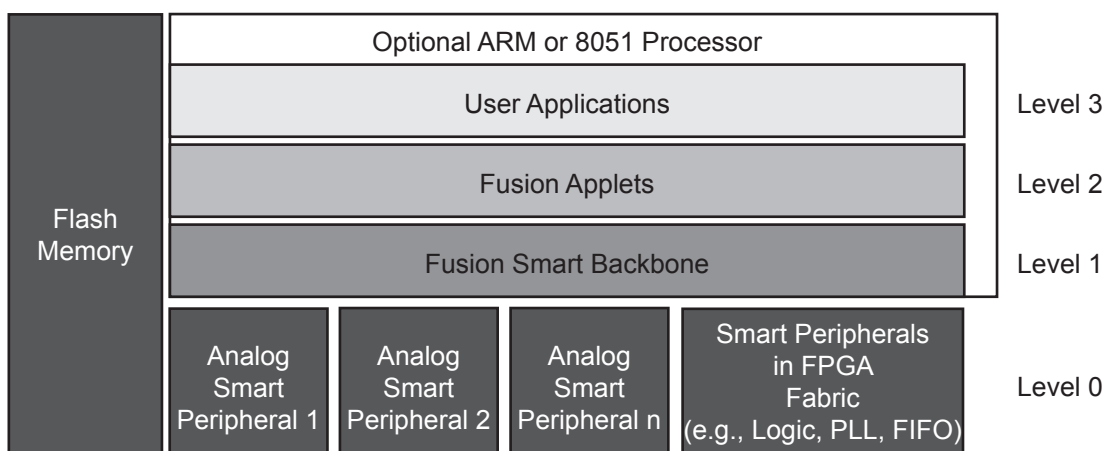 Optional ARM or 8051 Processor
User Applications
Level 3
Fusion Applets
Level 2
Flash
Memory
Fusion Smart Backbone
Level 1
Analog
Smart
Peripheral 1
Analog
Smart
Peripheral 2
Analog
Smart
Peripheral n
Smart Peripherals
in FPGA
Fabric
(e.g., Logic, PLL, FIFO)
Level 0